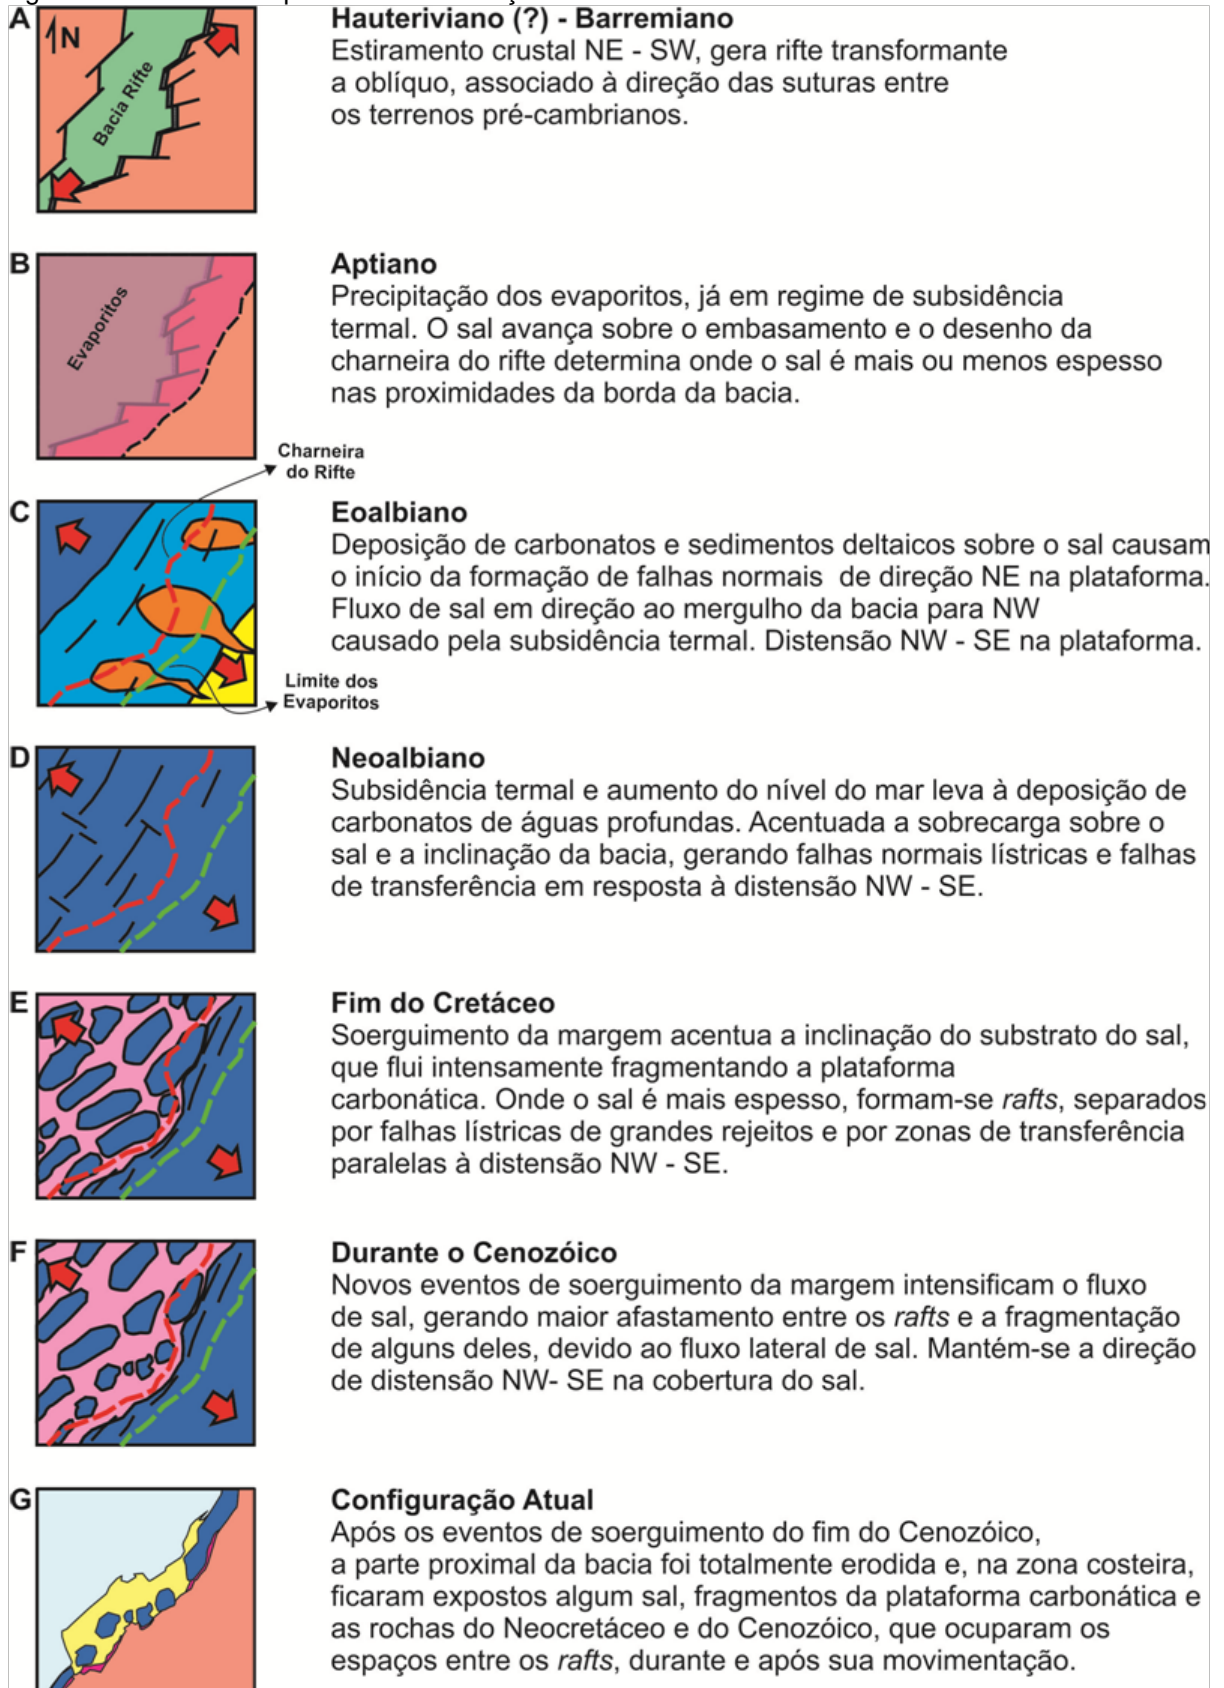 A
N
Bacia Rifte
Hauteriviano (?) - Barremiano
Estiramento crustal NE - SW, gera rifte transformante
a oblíquo, associado à direção das suturas entre
os terrenos pré-cambrianos.
B
Evaporitos
Aptiano
Precipitação dos evaporitos, já em regime de subsidência
termal. O sal avança sobre o embasamento e o desenho da
charneira do rifte determina onde o sal é mais ou menos espesso
nas proximidades da borda da bacia.
Charneira
do Rifte
C
Eoalbiano
Deposição de carbonatos e sedimentos deltaicos sobre o sal causam
o início da formação de falhas normais de direção NE na plataforma.
Fluxo de sal em direção ao mergulho da bacia para NW
causado pela subsidência termal. Distensão NW - SE na plataforma.
Limite dos
Evaporitos
D
Neoalbiano
Subsidência termal e aumento do nível do mar leva à deposição de
carbonatos de águas profundas. Acentuada a sobrecarga sobre o
sal e a inclinação da bacia, gerando falhas normais lístricas e falhas
de transferência em resposta à distensão NW - SE.
E
Fim do Cretáceo
Soerguimento da margem acentua a inclinação do substrato do sal,
que flui intensamente fragmentando a plataforma
carbonática. Onde o sal é mais espesso, formam-se rafts, separados
por falhas lístricas de grandes rejeitos e por zonas de transferência
paralelas à distensão NW - SE.
F
Durante o Cenozóico
Novos eventos de soerguimento da margem intensificam o fluxo
de sal, gerando maior afastamento entre os rafts e a fragmentação
de alguns deles, devido ao fluxo lateral de sal. Mantém-se a direção
de distensão NW- SE na cobertura do sal.
G
Configuração Atual
Após os eventos de soerguimento do fim do Cenozóico,
a parte proximal da bacia foi totalmente erodida e, na zona costeira,
ficaram expostos algum sal, fragmentos da plataforma carbonática e
as rochas do Neocretáceo e do Cenozóico, que ocuparam os
espaços entre os rafts, durante e após sua movimentação.